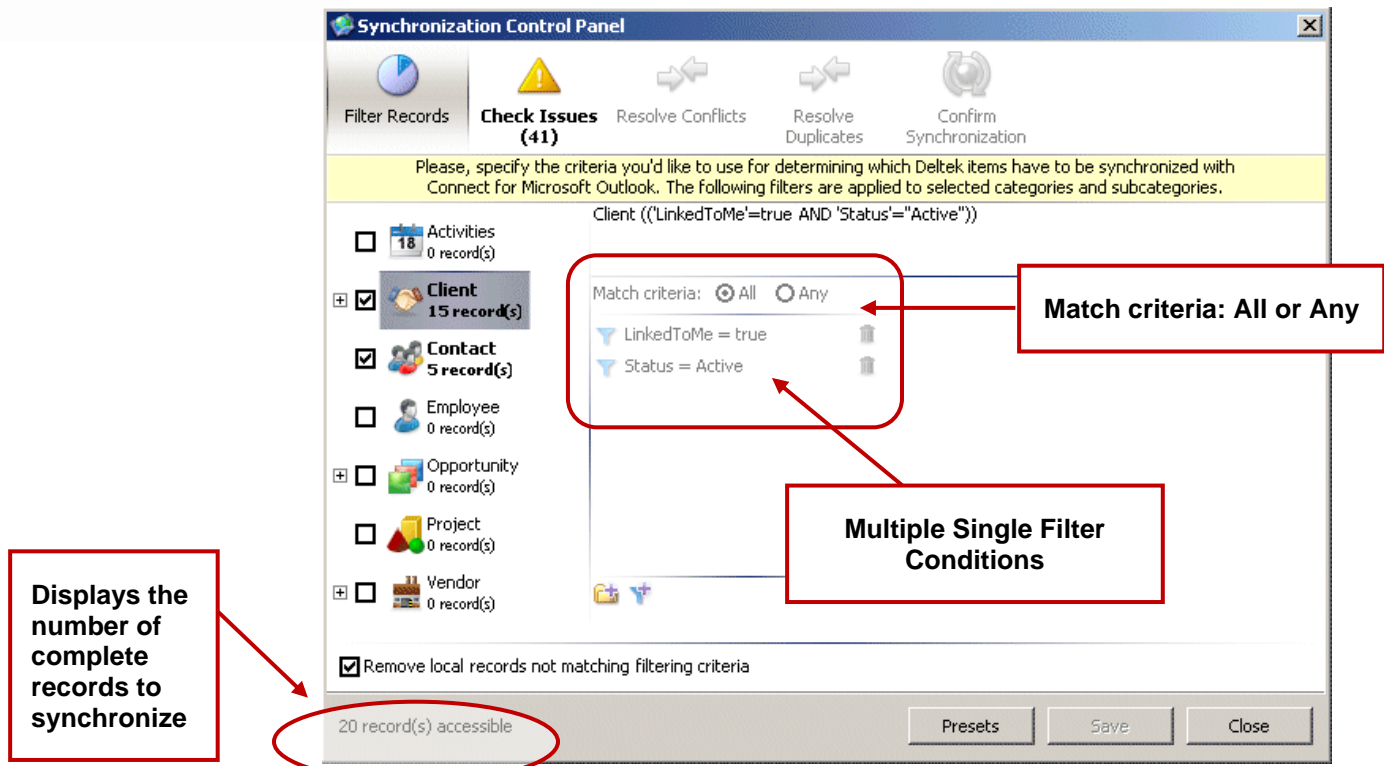 Synchronization Control Panel
Filter Records
Check Issues
(41)
Resolve Conflicts
Resolve
Duplicates
Confirm
Synchronization
Please, specify the criteria you'd like to use for determining which Deltek items have to be synchronized with
Connect for Microsoft Outlook. The following filters are applied to selected categories and subcategories.
Client (('LinkedToMe'=true AND 'Status'="Active"))
18
Activities
0 record(s)
Client
15 record(s)
Contact
5 record(s)
Employee
0 record(s)
Opportunity
0 record(s)
Project
0 record(s)
Vendor
0 record(s)
Match criteria: All Any
LinkedToMe = true
Status = Active
Match criteria: All or Any
Multiple Single Filter
Conditions
Displays the
number of
complete
records to
synchronize
Remove local records not matching filtering criteria
20 record(s) accessible
Presets
Save
Close